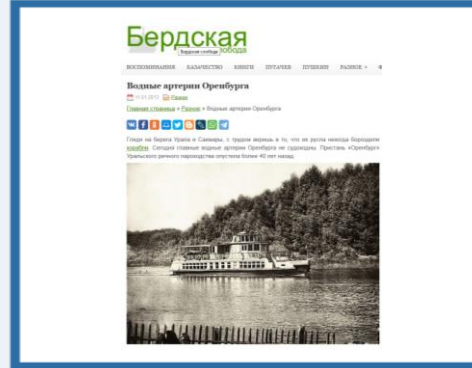 Бердская
слобода
Бердская слобода
ВОСПОМИНАНИЯ КАЗАЧЕСТВО КНИГИ ПУГАЧЕВ ПУШКИН РАЗНОЕ
Водные артерии Оренбурга
Разное
Главная страница » Разное » Водные артерии Оренбурга
Глядя на берега Урала и Сакмары, с трудом веришь в то, что их русла некогда бороздили
корабли. Сегодня главные водные артерии Оренбурга не судоходны. Пристань «Оренбург»
Уральского речного пароходства опустела более 40 лет назад.